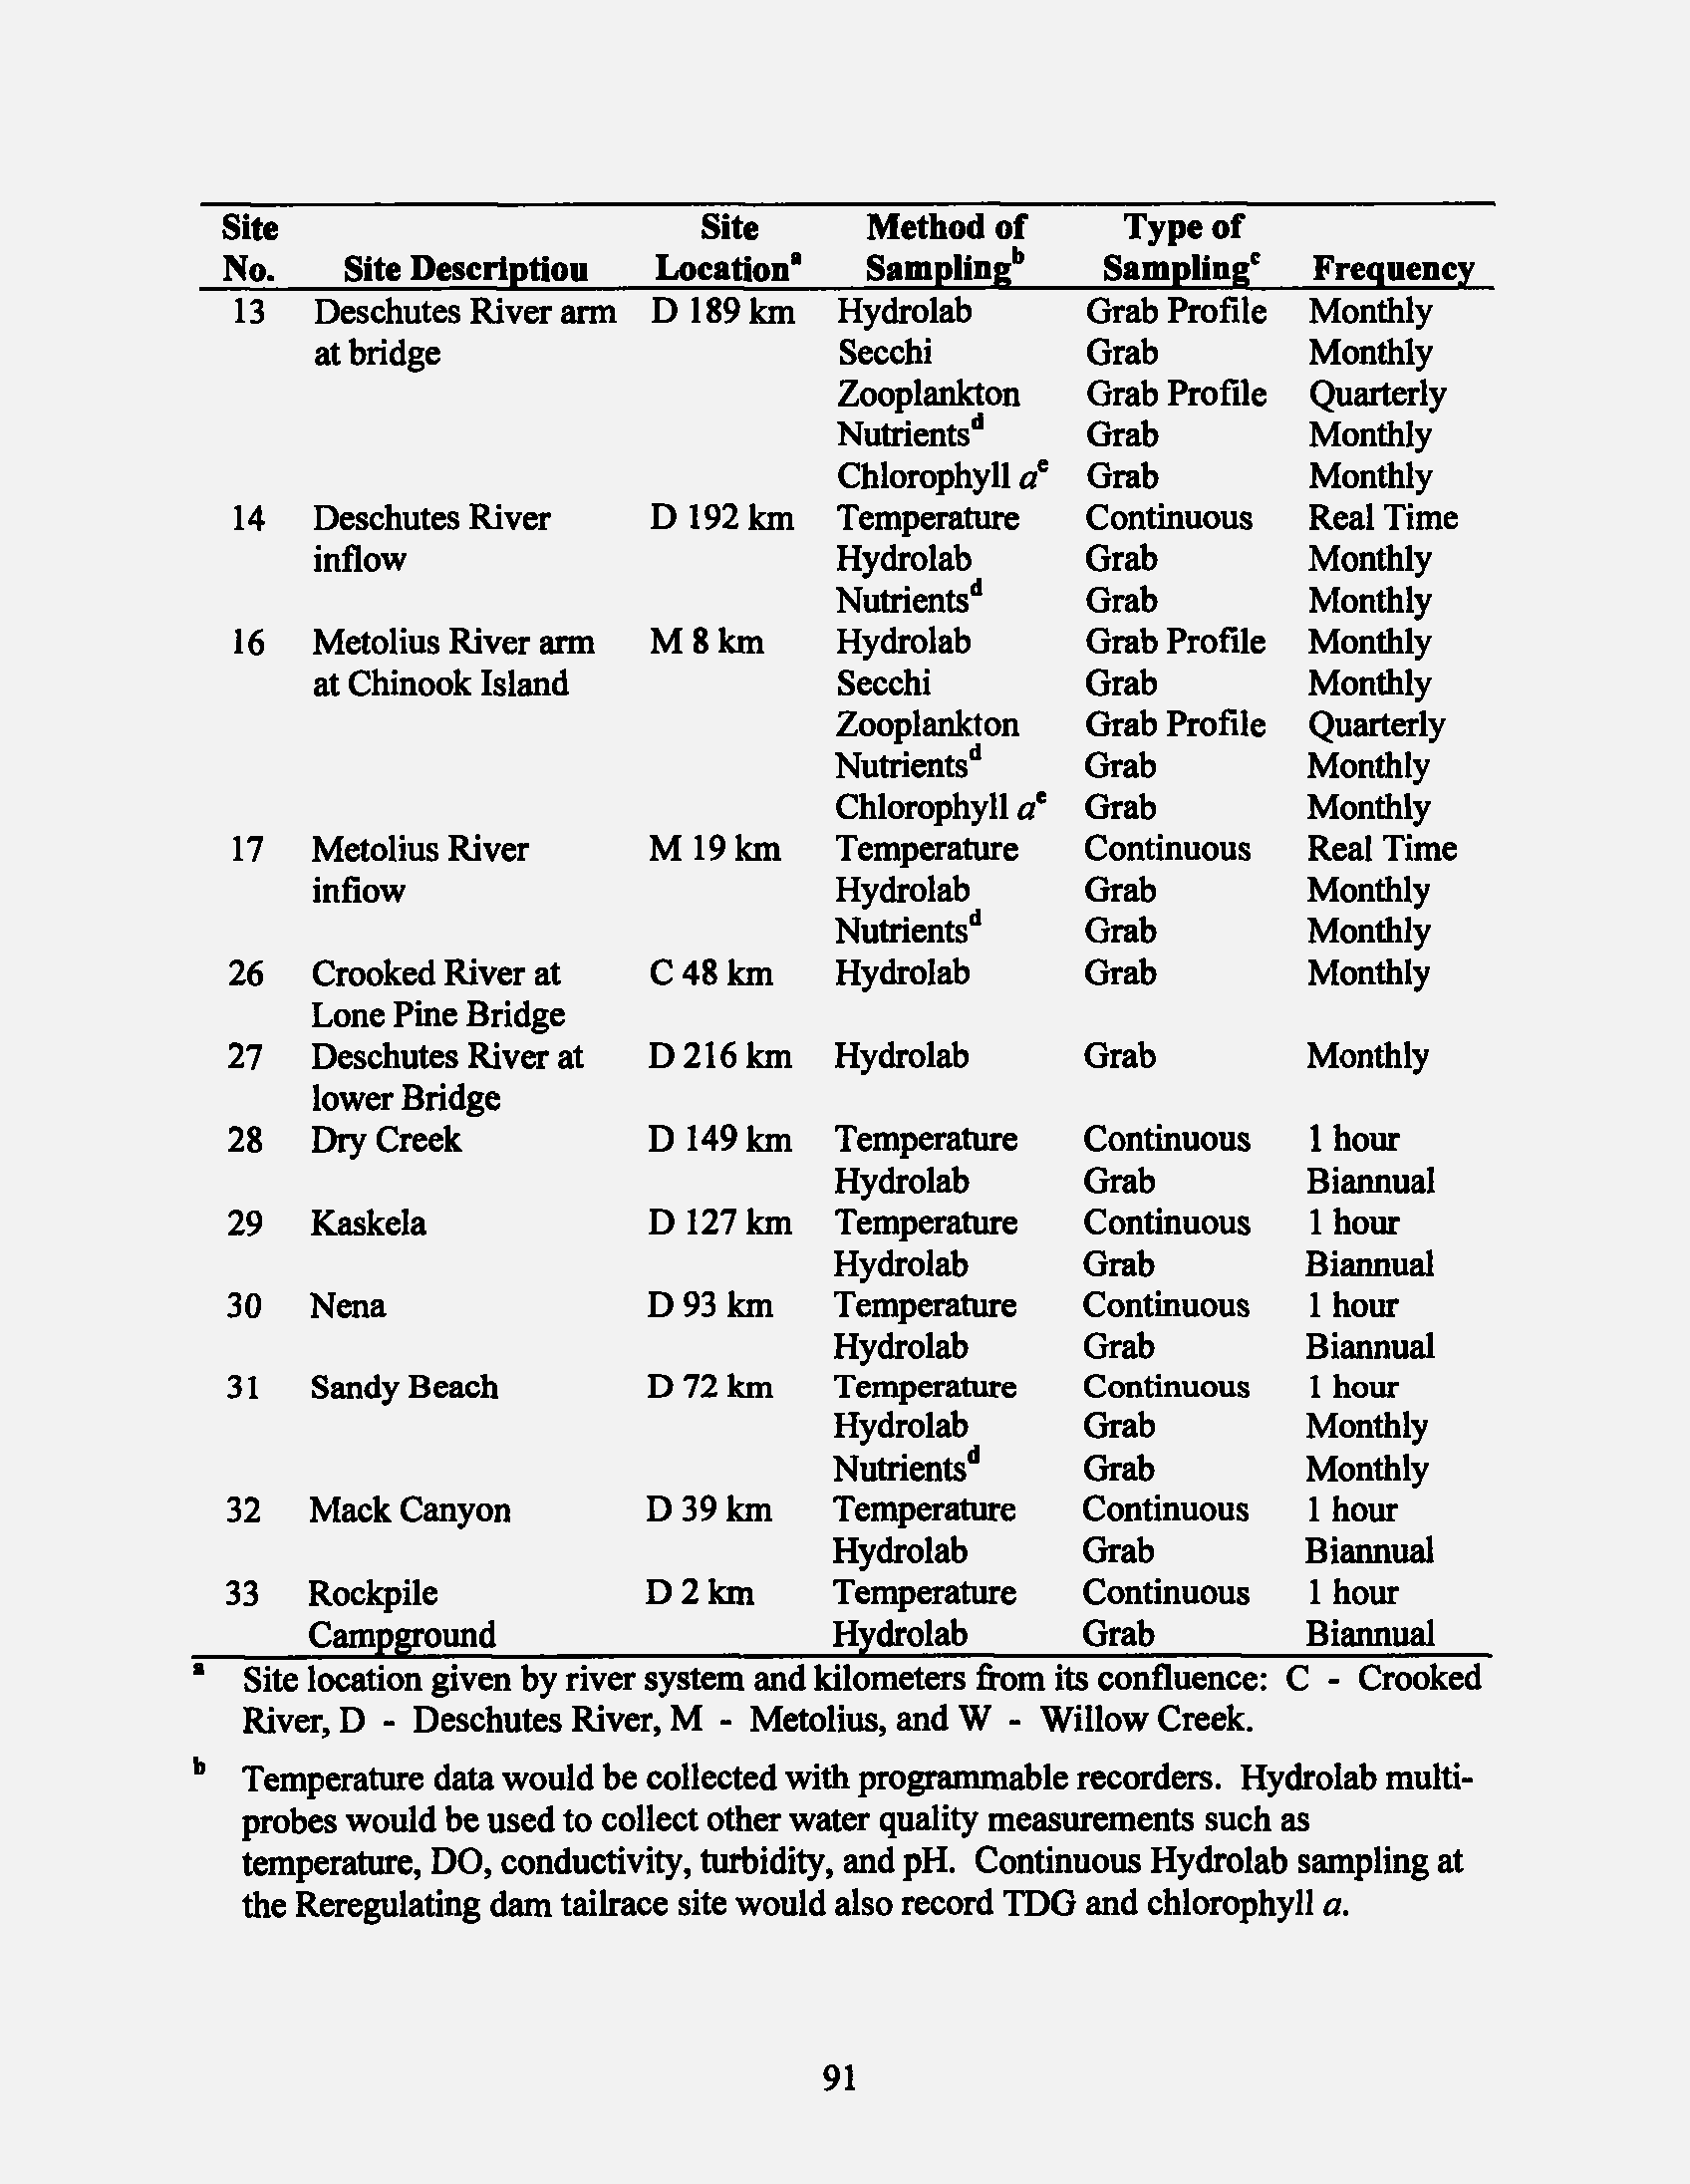 Site Site Method of Type of
No. Site Descriptiou Locationª Samplingᵇ Samplingᶜ Frequency
13 Deschutes River arm D 189 km Hydrolab Grab Profile Monthly
at bridge Secchi Grab Monthly
Zooplankton Grab Profile Quarterly
Nutrientsᵈ Grab Monthly
Chlorophyll aᵉ Grab Monthly
14 Deschutes River D 192 km Temperature Continuous Real Time
inflow Hydrolab Grab Monthly
Nutrientsᵈ Grab Monthly
16 Metolius River arm M 8 km Hydrolab Grab Profile Monthly
at Chinook Island Secchi Grab Monthly
Zooplankton Grab Profile Quarterly
Nutrientsᵈ Grab Monthly
Chlorophyll aᵉ Grab Monthly
17 Metolius River M 19 km Temperature Continuous Real Time
infiow Hydrolab Grab Monthly
Nutrientsᵈ Grab Monthly
26 Crooked River at C 48 km Hydrolab Grab Monthly
Lone Pine Bridge
27 Deschutes River at D 216 km Hydrolab Grab Monthly
lower Bridge
28 Dry Creek D 149 km Temperature Continuous 1 hour
Hydrolab Grab Biannual
29 Kaskela D 127 km Temperature Continuous 1 hour
Hydrolab Grab Biannual
30 Nena D 93 km Temperature Continuous 1 hour
Hydrolab Grab Biannual
31 Sandy Beach D 72 km Temperature Continuous 1 hour
Hydrolab Grab Monthly
Nutrientsᵈ Grab Monthly
32 Mack Canyon D 39 km Temperature Continuous 1 hour
Hydrolab Grab Biannual
33 Rockpile D 2 km Temperature Continuous 1 hour
Campground Hydrolab Grab Biannual
ª Site location given by river system and kilometers from its confluence: C - Crooked
River, D - Deschutes River, M - Metolius, and W - Willow Creek.
ᵇ Temperature data would be collected with programmable recorders. Hydrolab multi-
probes would be used to collect other water quality measurements such as
temperature, DO, conductivity, turbidity, and pH. Continuous Hydrolab sampling at
the Reregulating dam tailrace site would also record TDG and chlorophyll a.
91